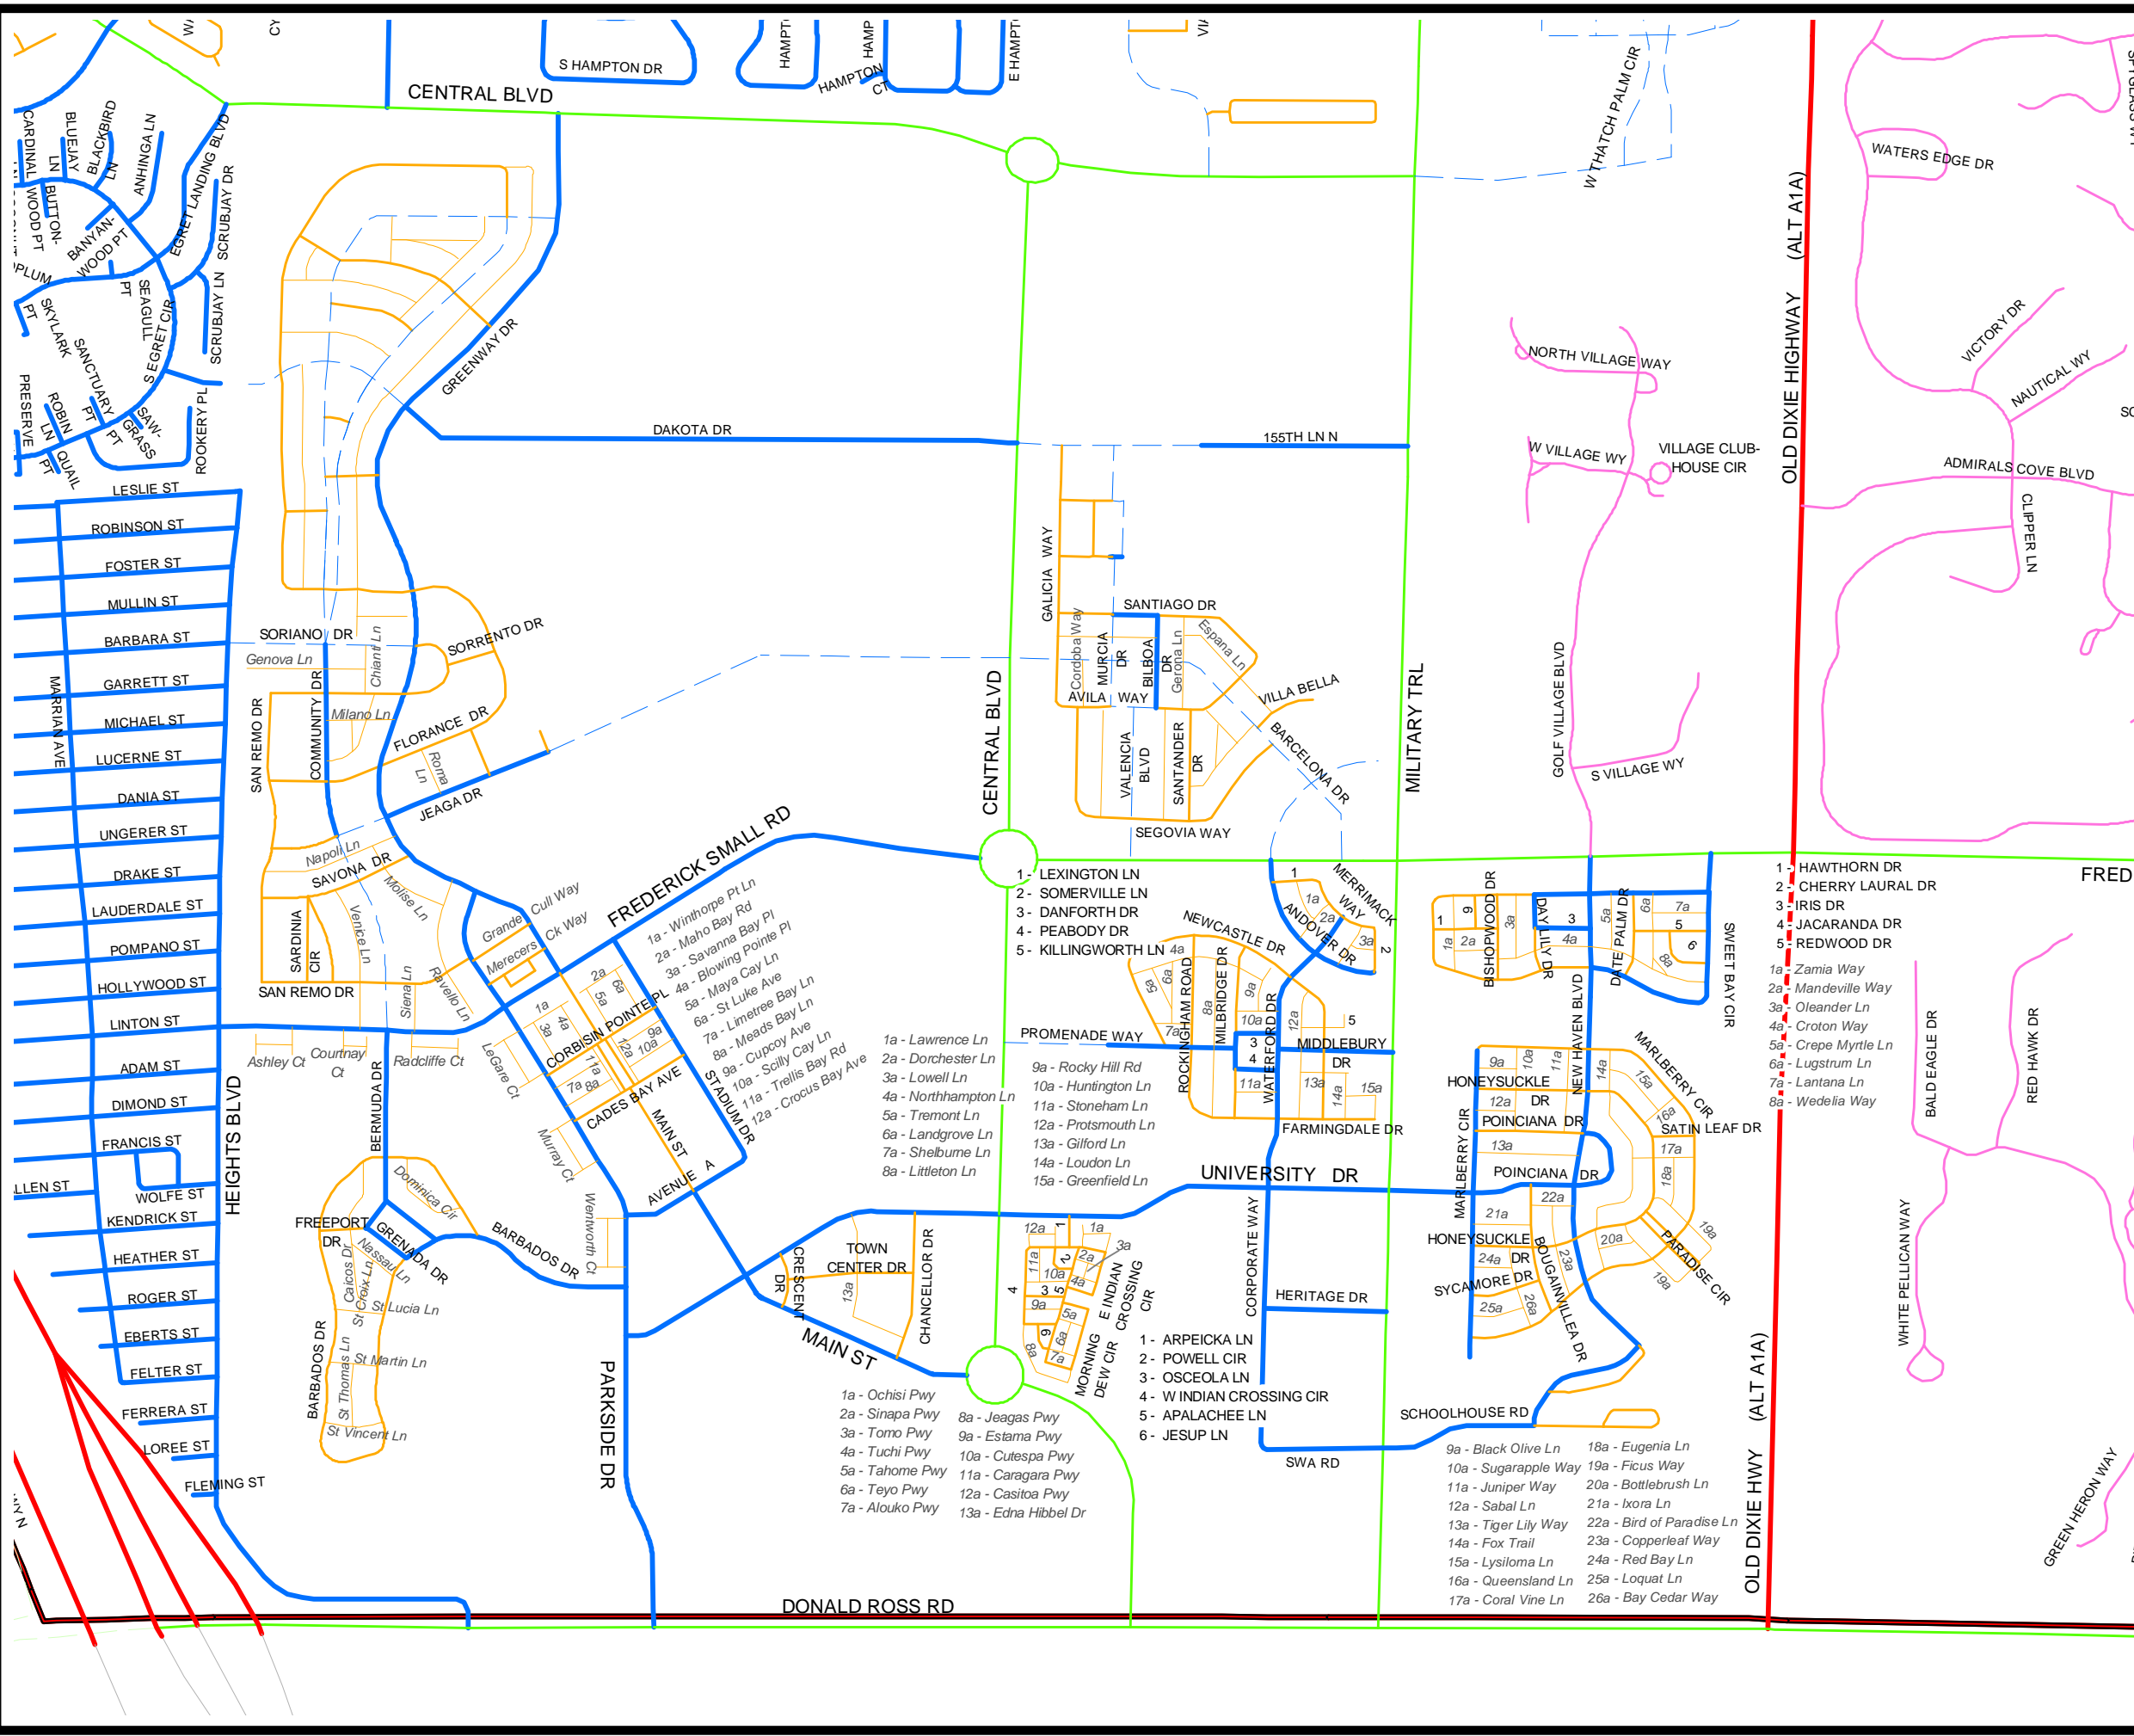 S HAMPTON DR
CENTRAL BLVD
HAMPTON
CT
E HAMPT
W THATCH PALM CIR
WATERS EDGE DR
CARDINAL
BLUEJAY
LN
BLACKBIRD
LN
ANHINGA LN
EGRET LANDING BLVD
SCRUBJAY DR
WOOD PT
BUTTON-
BANYAN-
WOOD PT
PT
SEAGULL
S EGRET CIR
SCRUBJAY LN
PT
SKYLARK
SANCTUARY
PT
PRESERVE
ROBIN
LN
PT
SAW-
GRASS
PT
QUAIL
ROOKERY PL
GREENWAY DR
DAKOTA DR
155TH LN N
OLD DIXIE HIGHWAY (ALT A1A)
NORTH VILLAGE WAY
W VILLAGE WY
VILLAGE CLUB-
HOUSE CIR
VICTORY DR
NAUTICAL WY
ADMIRALS COVE BLVD
CLIPPER LN
LESLIE ST
ROBINSON ST
FOSTER ST
MULLIN ST
BARBARA ST
GARRETT ST
MICHAEL ST
LUCERNE ST
DANIA ST
UNGERER ST
DRAKE ST
LAUDERDALE ST
POMPANO ST
HOLLYWOOD ST
LINTON ST
ADAM ST
DIMOND ST
FRANCIS ST
LLEN ST
WOLFE ST
KENDRICK ST
HEATHER ST
ROGER ST
EBERTS ST
FELTER ST
FERRERA ST
LOREE ST
FLEMING ST
MARRIAN AVE
HEIGHTS BLVD
SORIANO DR
Genova Ln
Chianti Ln
SORRENTO DR
SAN REMO DR
COMMUNITY DR
Milano Ln
FLORANCE DR
Roma
Ln
JEAGA DR
Napoli Ln
SAVONA DR
Molise Ln
Venice Ln
SARDINA
CIR
SAN REMO DR
Siena Ln
Ravello Ln
Grande Cull Way
Merecers Ck Way
FREDERICK SMALL RD
Ashley Ct
Courtnay
Ct
Radcliffe Ct
LeGare Ct
BERMUDA DR
CORBISIN POINTE PL
CADES BAY AVE
MAIN ST
STADIUM DR
AVENUE A
Murray Ct
Wentworth Ct
1a - Winthorpe Pt Ln
2a - Maho Bay Rd
3a - Savanna Bay Pl
4a - Blowing Pointe Pl
5a - Maya Cay Ln
6a - St Luke Ave
7a - Limetree Bay Ln
8a - Meads Bay Ln
9a - Cupcoy Ave
10a - Scilly Cay Ln
11a - Trellis Bay Rd
12a - Crocus Bay Ave
Dominica Cir
FREEPORT
DR
GRENADA DR
Nassau Ln
Caicos Dr
St Croix Ln
St Lucia Ln
St Thomas Ln
St Martin Ln
St Vincent Ln
BARBADOS DR
BARBADOS DR
PARKSIDE DR
CRESCENT
DR
TOWN
CENTER DR
13a
CHANCELLOR DR
MAIN ST
GALICIA WAY
SANTIAGO DR
Cordoba Way
MURCIA
DR
BILBOA
DR
Gerona Ln
Espana Ln
AVILA WAY
VILLA BELLA
VALENCIA
BLVD
SANTANDER
DR
BARCELONA DR
SEGOVIA WAY
CENTRAL BLVD
MILITARY TRL
GOLF VILLAGE BLVD
S VILLAGE WY
1 - LEXINGTON LN
2 - SOMERVILLE LN
3 - DANFORTH DR
4 - PEABODY DR
5 - KILLINGWORTH LN
MERRIMACK
WAY
ANDOVER DR
NEWCASTLE DR
ROCKINGHAM ROAD
MILBRIDGE DR
WATERFORD DR
PROMENADE WAY
MIDDLEBURY
DR
FARMINGDALE DR
1a - Lawrence Ln
2a - Dorchester Ln
3a - Lowell Ln
4a - Northhampton Ln
5a - Tremont Ln
6a - Landgrove Ln
7a - Shelburne Ln
8a - Littleton Ln
9a - Rocky Hill Rd
10a - Huntington Ln
11a - Stoneham Ln
12a - Protsmouth Ln
13a - Gilford Ln
14a - Loudon Ln
15a - Greenfield Ln
UNIVERSITY DR
CORPORATE WAY
HERITAGE DR
E INDIAN
CROSSING
CIR
MORNING
DEW CIR
1 - ARPEICKA LN
2 - POWELL CIR
3 - OSCEOLA LN
4 - W INDIAN CROSSING CIR
5 - APALACHEE LN
6 - JESUP LN
1a - Ochisi Pwy
2a - Sinapa Pwy
3a - Tomo Pwy
4a - Tuchi Pwy
5a - Tahome Pwy
6a - Teyo Pwy
7a - Alouko Pwy
8a - Jeagas Pwy
9a - Estama Pwy
10a - Cutespa Pwy
11a - Caragara Pwy
12a - Casitoa Pwy
13a - Edna Hibbel Dr
SWA RD
SCHOOLHOUSE RD
BISHOPWOOD DR
DAY LILY DR
DATE PALM DR
NEW HAVEN BLVD
SWEET BAY CIR
1 - HAWTHORN DR
2 - CHERRY LAURAL DR
3 - IRIS DR
4 - JACARANDA DR
5 - REDWOOD DR
1a - Zamia Way
2a - Mandeville Way
3a - Oleander Ln
4a - Croton Way
5a - Crepe Myrtle Ln
6a - Lugstrum Ln
7a - Lantana Ln
8a - Wedelia Way
FRED
MARLBERRY CIR
HONEYSUCKLE
DR
POINCIANA DR
SATIN LEAF DR
POINCIANA DR
MARLBERRY CIR
HONEYSUCKLE
DR
SYCAMORE DR
BOUGAINVILLEA DR
PARADISE CIR
9a - Black Olive Ln
10a - Sugarapple Way
11a - Juniper Way
12a - Sabal Ln
13a - Tiger Lily Way
14a - Fox Trail
15a - Lysiloma Ln
16a - Queensland Ln
17a - Coral Vine Ln
18a - Eugenia Ln
19a - Ficus Way
20a - Bottlebrush Ln
21a - Ixora Ln
22a - Bird of Paradise Ln
23a - Copperleaf Way
24a - Red Bay Ln
25a - Loquat Ln
26a - Bay Cedar Way
BALD EAGLE DR
RED HAWK DR
WHITE PELLICAN WAY
GREEN HERON WAY
OLD DIXIE HWY (ALT A1A)
DONALD ROSS RD